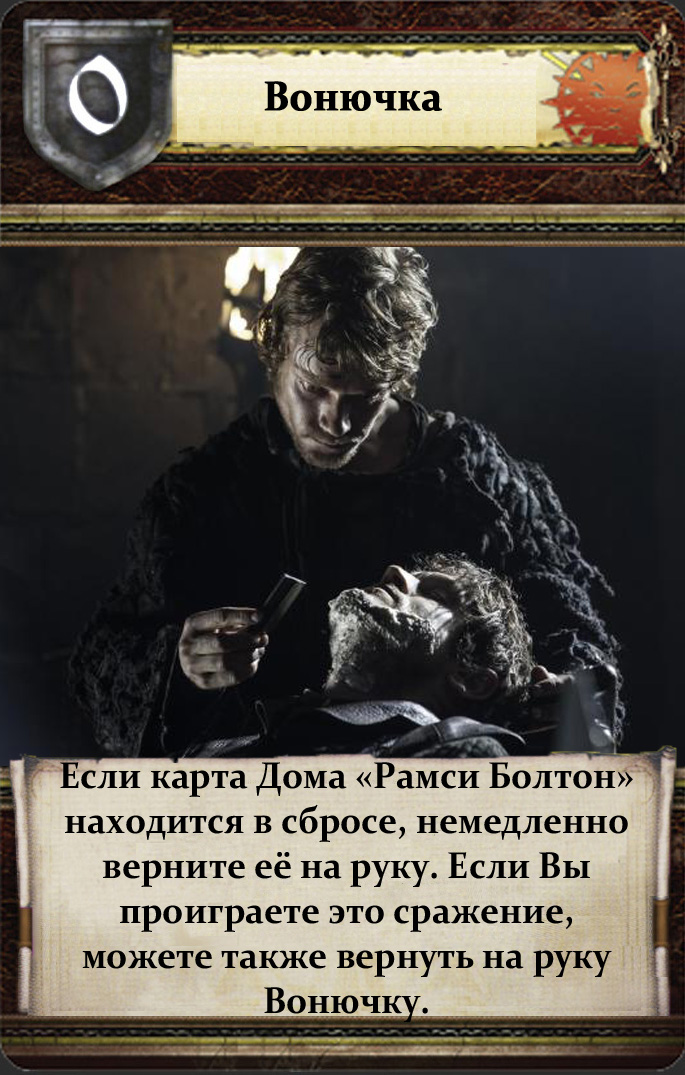 0
Вонючка
Если карта Дома «Рамси Болтон»
находится в сбросе, немедленно
верните её на руку. Если Вы
проиграете это сражение,
можете также вернуть на руку
Вонючку.